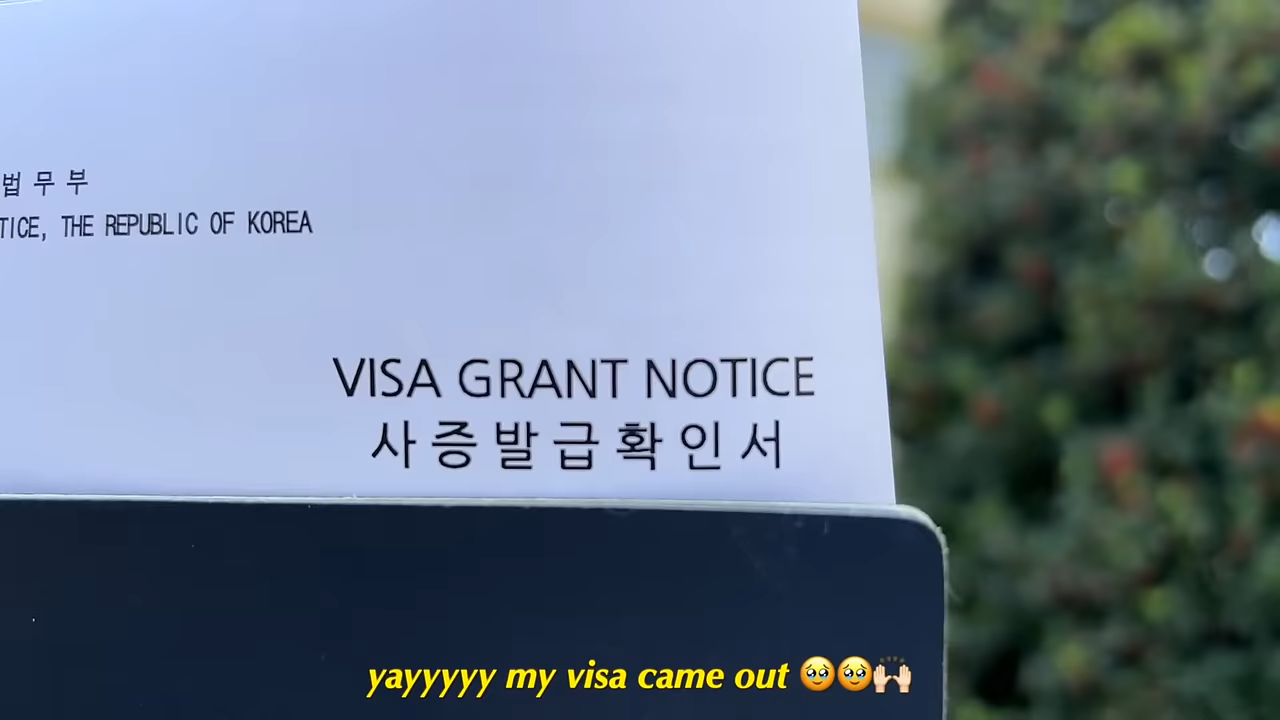 법 무 부
TICE, THE REPUBLIC OF KOREA
VISA GRANT NOTICE
사 증 발 급 확 인 서
yayyyyy my visa came out 🥹🥹🙌🏻